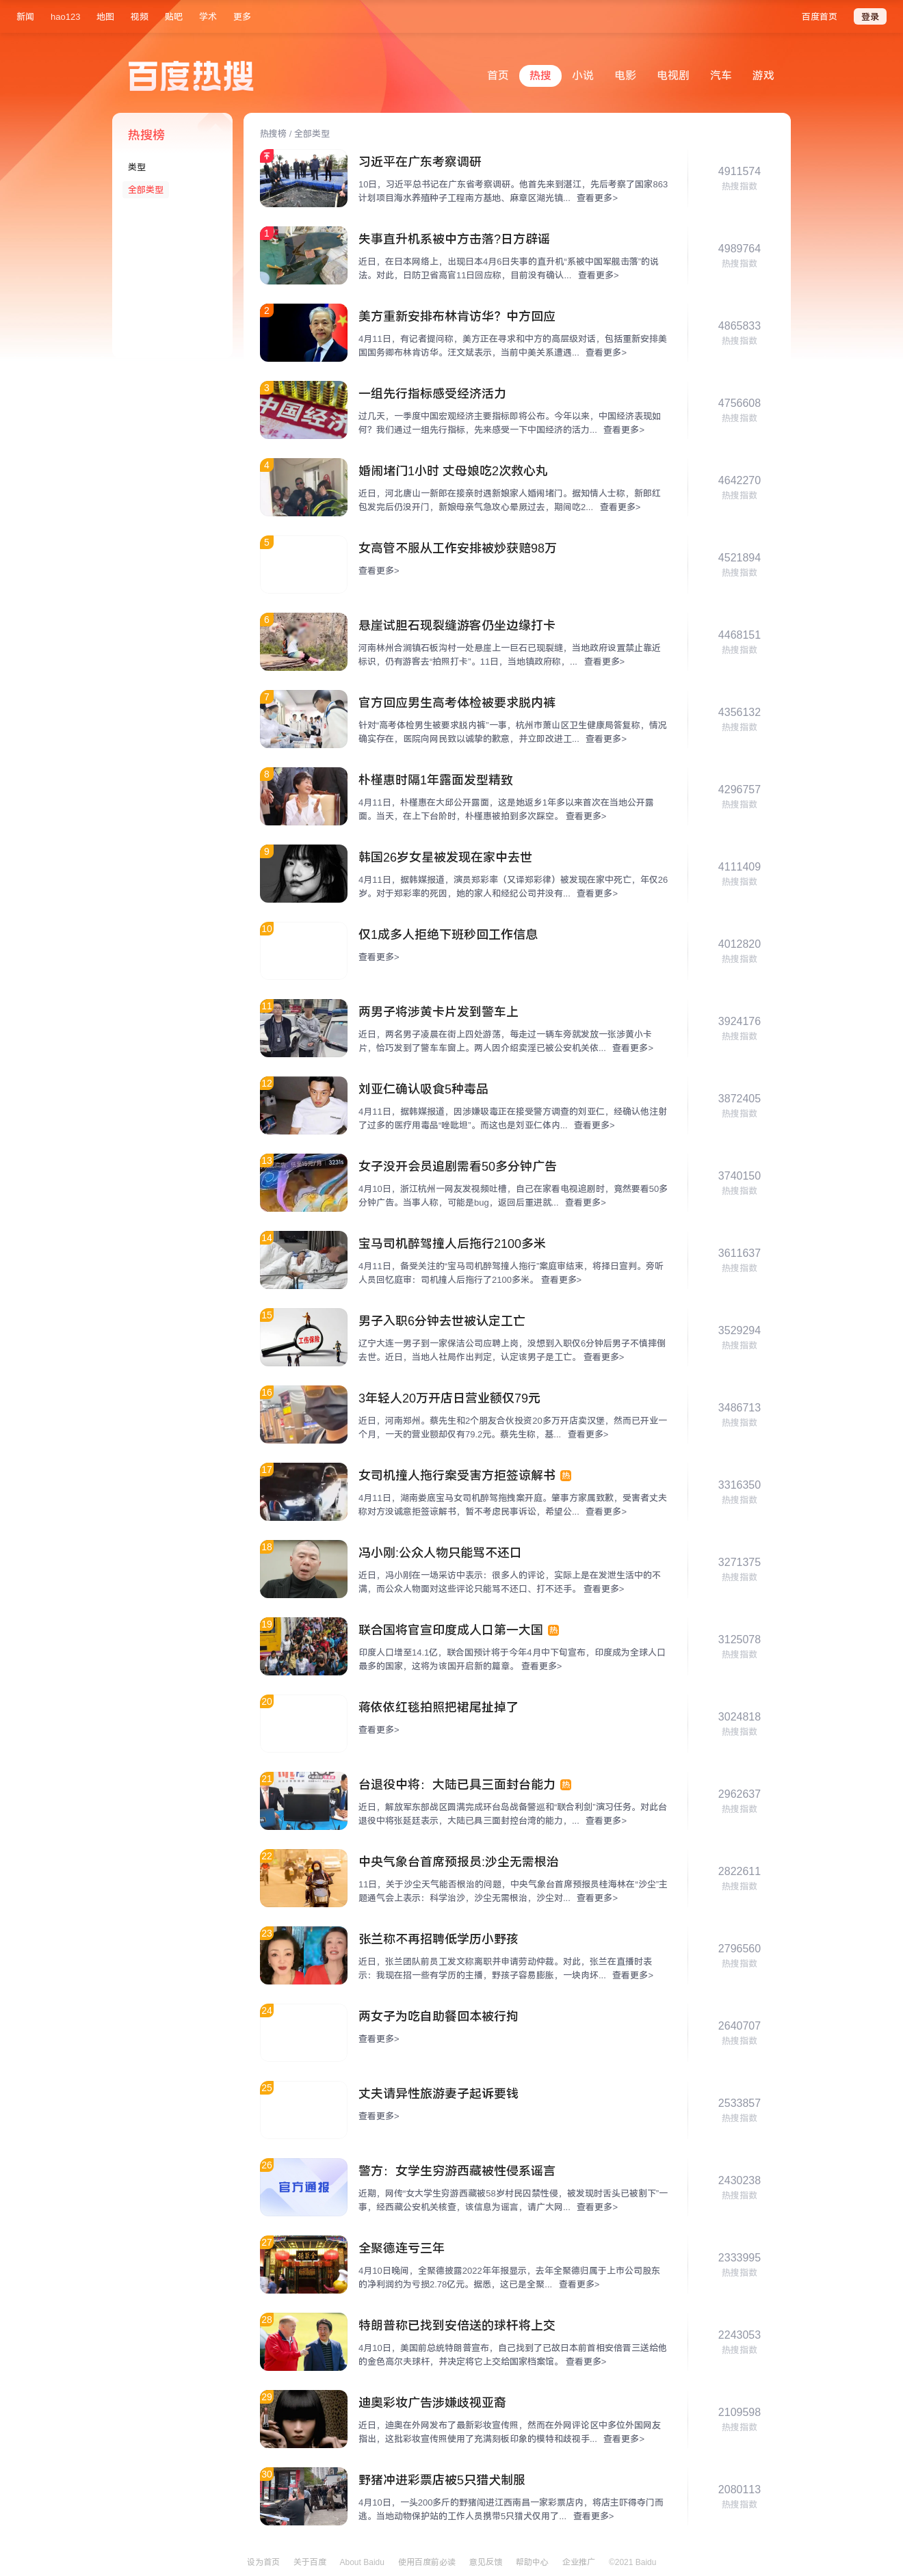 新闻 hao123 地图 视频 贴吧 学术 更多 百度首页 登录
百度热搜 首页 热搜 小说 电影 电视剧 汽车 游戏
热搜榜
类型
全部类型
热搜榜 / 全部类型
习近平在广东考察调研
10日，习近平总书记在广东省考察调研。他首先来到湛江，先后考察了国家863
计划项目海水养殖种子工程南方基地、麻章区湖光镇... 查看更多>
4911574
热搜指数
1
失事直升机系被中方击落?日方辟谣
近日，在日本网络上，出现日本4月6日失事的直升机“系被中国军舰击落”的说
法。对此，日防卫省高官11日回应称，目前没有确认... 查看更多>
4989764
热搜指数
2
美方重新安排布林肯访华？中方回应
4月11日，有记者提问称，美方正在寻求和中方的高层级对话，包括重新安排美
国国务卿布林肯访华。汪文斌表示，当前中美关系遭遇... 查看更多>
4865833
热搜指数
3
一组先行指标感受经济活力
过几天，一季度中国宏观经济主要指标即将公布。今年以来，中国经济表现如
何？我们通过一组先行指标，先来感受一下中国经济的活力... 查看更多>
4756608
热搜指数
4
婚闹堵门1小时 丈母娘吃2次救心丸
近日，河北唐山一新郎在接亲时遇新娘家人婚闹堵门。据知情人士称，新郎红
包发完后仍没开门，新娘母亲气急攻心晕厥过去，期间吃2... 查看更多>
4642270
热搜指数
5
女高管不服从工作安排被炒获赔98万
查看更多>
4521894
热搜指数
6
悬崖试胆石现裂缝游客仍坐边缘打卡
河南林州合涧镇石板沟村一处悬崖上一巨石已现裂缝，当地政府设置禁止靠近
标识，仍有游客去“拍照打卡”。11日，当地镇政府称，... 查看更多>
4468151
热搜指数
7
官方回应男生高考体检被要求脱内裤
针对“高考体检男生被要求脱内裤”一事，杭州市萧山区卫生健康局答复称，情况
确实存在，医院向网民致以诚挚的歉意，并立即改进工... 查看更多>
4356132
热搜指数
8
朴槿惠时隔1年露面发型精致
4月11日，朴槿惠在大邱公开露面，这是她返乡1年多以来首次在当地公开露
面。当天，在上下台阶时，朴槿惠被拍到多次踩空。 查看更多>
4296757
热搜指数
9
韩国26岁女星被发现在家中去世
4月11日，据韩媒报道，演员郑彩率（又译郑彩律）被发现在家中死亡，年仅26
岁。对于郑彩率的死因，她的家人和经纪公司并没有... 查看更多>
4111409
热搜指数
10
仅1成多人拒绝下班秒回工作信息
查看更多>
4012820
热搜指数
11
两男子将涉黄卡片发到警车上
近日，两名男子凌晨在街上四处游荡，每走过一辆车旁就发放一张涉黄小卡
片，恰巧发到了警车车窗上。两人因介绍卖淫已被公安机关依... 查看更多>
3924176
热搜指数
12
刘亚仁确认吸食5种毒品
4月11日，据韩媒报道，因涉嫌吸毒正在接受警方调查的刘亚仁，经确认他注射
了过多的医疗用毒品“唑吡坦”。而这也是刘亚仁体内... 查看更多>
3872405
热搜指数
13
女子没开会员追剧需看50多分钟广告
4月10日，浙江杭州一网友发视频吐槽，自己在家看电视追剧时，竟然要看50多
分钟广告。当事人称，可能是bug，返回后重进就... 查看更多>
3740150
热搜指数
14
宝马司机醉驾撞人后拖行2100多米
4月11日，备受关注的“宝马司机醉驾撞人拖行”案庭审结束，将择日宣判。旁听
人员回忆庭审：司机撞人后拖行了2100多米。 查看更多>
3611637
热搜指数
15
工伤保险
男子入职6分钟去世被认定工亡
辽宁大连一男子到一家保洁公司应聘上岗，没想到入职仅6分钟后男子不慎摔倒
去世。近日，当地人社局作出判定，认定该男子是工亡。 查看更多>
3529294
热搜指数
16
3年轻人20万开店日营业额仅79元
近日，河南郑州。蔡先生和2个朋友合伙投资20多万开店卖汉堡，然而已开业一
个月，一天的营业额却仅有79.2元。蔡先生称，基... 查看更多>
3486713
热搜指数
17
女司机撞人拖行案受害方拒签谅解书 热
4月11日，湖南娄底宝马女司机醉驾拖拽案开庭。肇事方家属致歉，受害者丈夫
称对方没诚意拒签谅解书，暂不考虑民事诉讼，希望公... 查看更多>
3316350
热搜指数
18
冯小刚:公众人物只能骂不还口
近日，冯小刚在一场采访中表示：很多人的评论，实际上是在发泄生活中的不
满，而公众人物面对这些评论只能骂不还口、打不还手。 查看更多>
3271375
热搜指数
19
联合国将官宣印度成人口第一大国 热
印度人口增至14.1亿，联合国预计将于今年4月中下旬宣布，印度成为全球人口
最多的国家，这将为该国开启新的篇章。 查看更多>
3125078
热搜指数
20
蒋依依红毯拍照把裙尾扯掉了
查看更多>
3024818
热搜指数
21
台退役中将：大陆已具三面封台能力 热
近日，解放军东部战区圆满完成环台岛战备警巡和“联合利剑”演习任务。对此台
退役中将张延廷表示，大陆已具三面封控台湾的能力，... 查看更多>
2962637
热搜指数
22
中央气象台首席预报员:沙尘无需根治
11日，关于沙尘天气能否根治的问题，中央气象台首席预报员桂海林在“沙尘”主
题通气会上表示：科学治沙，沙尘无需根治，沙尘对... 查看更多>
2822611
热搜指数
23
张兰称不再招聘低学历小野孩
近日，张兰团队前员工发文称离职并申请劳动仲裁。对此，张兰在直播时表
示：我现在招一些有学历的主播，野孩子容易膨胀，一块肉坏... 查看更多>
2796560
热搜指数
24
两女子为吃自助餐回本被行拘
查看更多>
2640707
热搜指数
25
丈夫请异性旅游妻子起诉要钱
查看更多>
2533857
热搜指数
26
官方通报
警方：女学生穷游西藏被性侵系谣言
近期，网传“女大学生穷游西藏被58岁村民囚禁性侵，被发现时舌头已被割下”一
事，经西藏公安机关核查，该信息为谣言，请广大网... 查看更多>
2430238
热搜指数
27
全聚德连亏三年
4月10日晚间，全聚德披露2022年年报显示，去年全聚德归属于上市公司股东
的净利润约为亏损2.78亿元。据悉，这已是全聚... 查看更多>
2333995
热搜指数
28
特朗普称已找到安倍送的球杆将上交
4月10日，美国前总统特朗普宣布，自己找到了已故日本前首相安倍晋三送给他
的金色高尔夫球杆，并决定将它上交给国家档案馆。 查看更多>
2243053
热搜指数
29
迪奥彩妆广告涉嫌歧视亚裔
近日，迪奥在外网发布了最新彩妆宣传照，然而在外网评论区中多位外国网友
指出，这批彩妆宣传照使用了充满刻板印象的模特和歧视手... 查看更多>
2109598
热搜指数
30
野猪冲进彩票店被5只猎犬制服
4月10日，一头200多斤的野猪闯进江西南昌一家彩票店内，将店主吓得夺门而
逃。当地动物保护站的工作人员携带5只猎犬仅用了... 查看更多>
2080113
热搜指数
设为首页 关于百度 About Baidu 使用百度前必读 意见反馈 帮助中心 企业推广 ©2021 Baidu